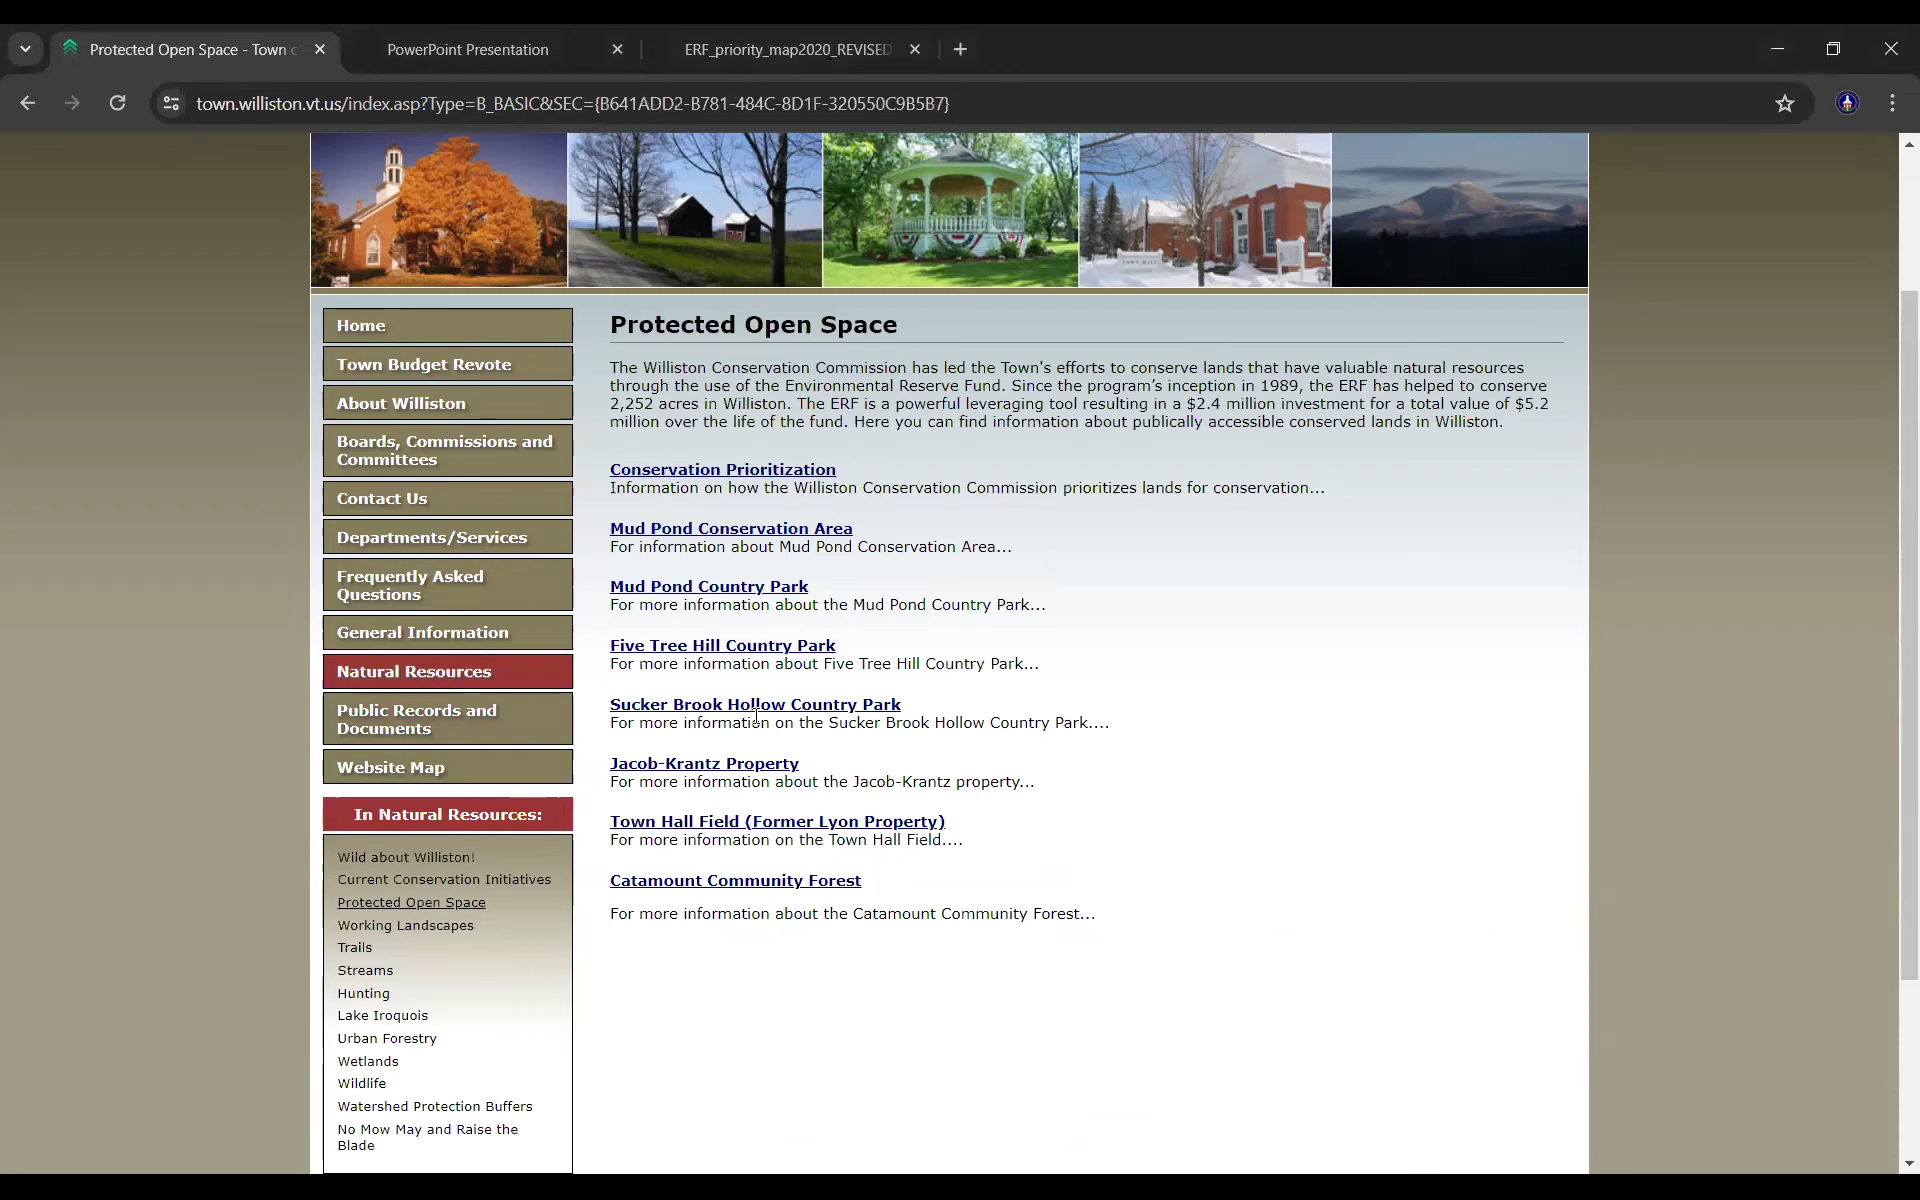 Protected Open Space - Town c
PowerPoint Presentation
ERF_priority_map2020_REVISED
town.williston.vt.us/index.asp?Type=B_BASIC&SEC={B641ADD2-B781-484C-8D1F-320550C9B5B7}
Home
Town Budget Revote
About Williston
Boards, Commissions and
Committees
Contact Us
Departments/Services
Frequently Asked
Questions
General Information
Natural Resources
Public Records and
Documents
Website Map
In Natural Resources:
Wild about Williston!
Current Conservation Initiatives
Protected Open Space
Working Landscapes
Trails
Streams
Hunting
Lake Iroquois
Urban Forestry
Wetlands
Wildlife
Watershed Protection Buffers
No Mow May and Raise the
Blade
Protected Open Space
The Williston Conservation Commission has led the Town's efforts to conserve lands that have valuable natural resources
through the use of the Environmental Reserve Fund. Since the program's inception in 1989, the ERF has helped to conserve
2,252 acres in Williston. The ERF is a powerful leveraging tool resulting in a $2.4 million investment for a total value of $5.2
million over the life of the fund. Here you can find information about publically accessible conserved lands in Williston.
Conservation Prioritization
Information on how the Williston Conservation Commission prioritizes lands for conservation...
Mud Pond Conservation Area
For information about Mud Pond Conservation Area...
Mud Pond Country Park
For more information about the Mud Pond Country Park...
Five Tree Hill Country Park
For more information about Five Tree Hill Country Park...
Sucker Brook Hollow Country Park
For more information on the Sucker Brook Hollow Country Park....
Jacob-Krantz Property
For more information about the Jacob-Krantz property...
Town Hall Field (Former Lyon Property)
For more information on the Town Hall Field....
Catamount Community Forest
For more information about the Catamount Community Forest...